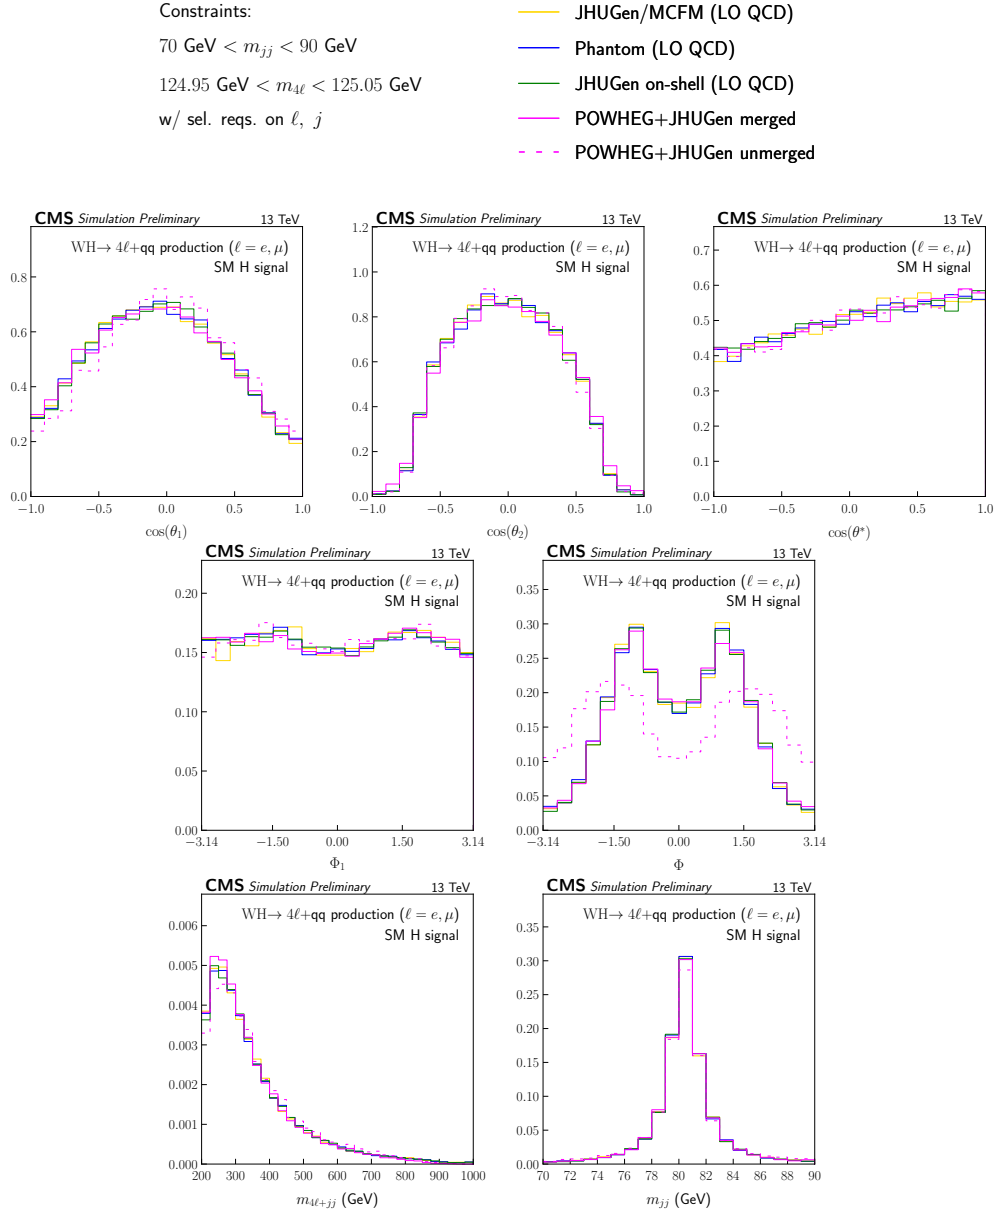 Constraints:
70 GeV < m_jj < 90 GeV
124.95 GeV < m_4ℓ < 125.05 GeV
w/ sel. reqs. on ℓ, j
JHUGen/MCFM (LO QCD)
Phantom (LO QCD)
JHUGen on-shell (LO QCD)
POWHEG+JHUGen merged
POWHEG+JHUGen unmerged
CMS Simulation Preliminary 13 TeV
WH→ 4ℓ+qq production (ℓ = e, μ)
SM H signal
0.8
0.6
0.4
0.2
0.0
−1.0 −0.5 0.0 0.5 1.0
cos(θ₁)
CMS Simulation Preliminary 13 TeV
WH→ 4ℓ+qq production (ℓ = e, μ)
SM H signal
1.2
1.0
0.8
0.6
0.4
0.2
0.0
−1.0 −0.5 0.0 0.5 1.0
cos(θ₂)
CMS Simulation Preliminary 13 TeV
WH→ 4ℓ+qq production (ℓ = e, μ)
SM H signal
0.7
0.6
0.5
0.4
0.3
0.2
0.1
0.0
−1.0 −0.5 0.0 0.5 1.0
cos(θ*)
CMS Simulation Preliminary 13 TeV
WH→ 4ℓ+qq production (ℓ = e, μ)
SM H signal
0.20
0.15
0.10
0.05
0.00
−3.14 −1.50 0.00 1.50 3.14
Φ₁
CMS Simulation Preliminary 13 TeV
WH→ 4ℓ+qq production (ℓ = e, μ)
SM H signal
0.35
0.30
0.25
0.20
0.15
0.10
0.05
0.00
−3.14 −1.50 0.00 1.50 3.14
Φ
CMS Simulation Preliminary 13 TeV
WH→ 4ℓ+qq production (ℓ = e, μ)
SM H signal
0.006
0.005
0.004
0.003
0.002
0.001
0.000
200 300 400 500 600 700 800 900 1000
m_4ℓ+jj (GeV)
CMS Simulation Preliminary 13 TeV
WH→ 4ℓ+qq production (ℓ = e, μ)
SM H signal
0.35
0.30
0.25
0.20
0.15
0.10
0.05
0.00
70 72 74 76 78 80 82 84 86 88 90
m_jj (GeV)